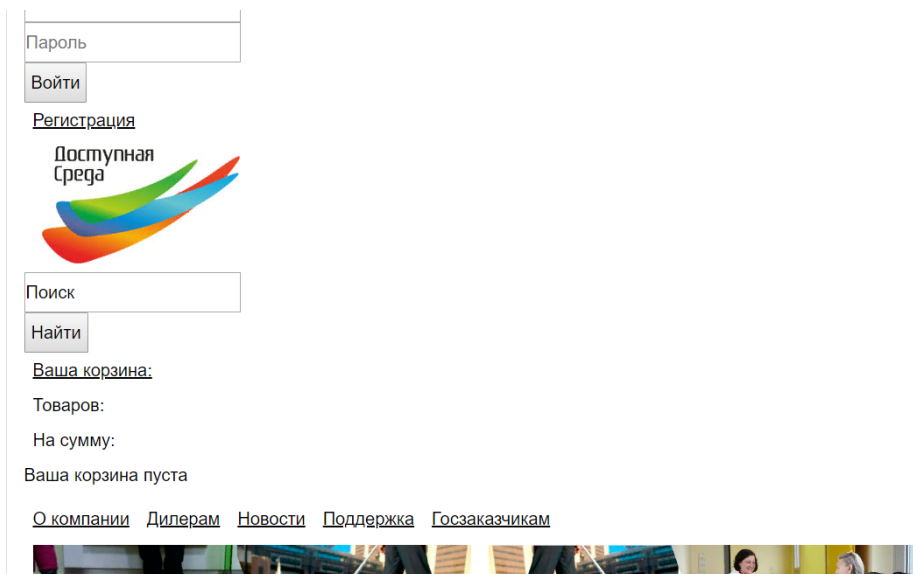 Пароль
Войти
Регистрация
Доступная
Среда
Поиск
Найти
Ваша корзина:
Товаров:
На сумму:
Ваша корзина пуста
О компании Дилерам Новости Поддержка Госзаказчикам